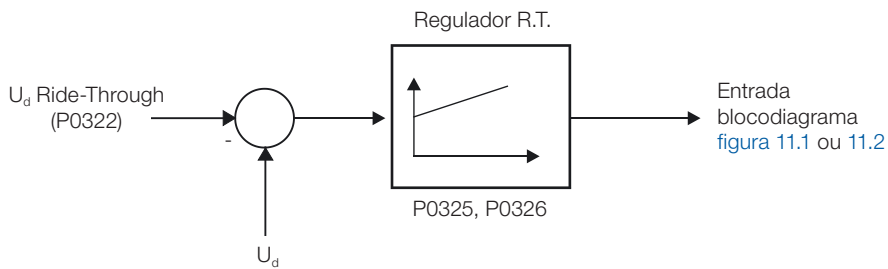 Regulador R.T.
Ud Ride-Through
(P0322)
-
Ud
P0325, P0326
Entrada
blocodiagrama
figura 11.1 ou 11.2